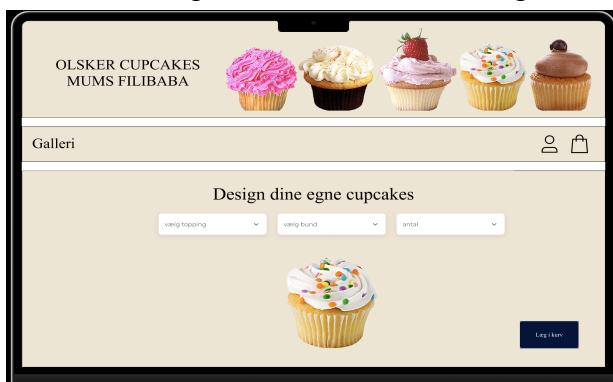 OLSKER CUPCAKES
MUMS FILIBABA
Galleri
Design dine egne cupcakes
vælg topping
vælg bund
antal
Læg i kurv